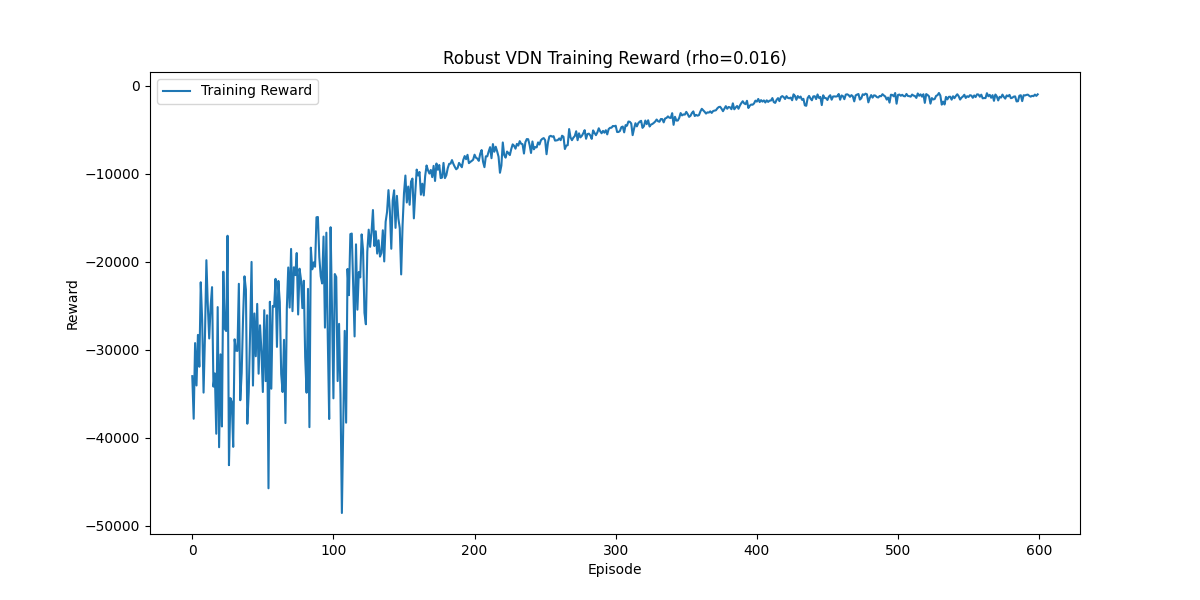 Robust VDN Training Reward (rho=0.016)
Training Reward
Reward
0
−10000
−20000
−30000
−40000
−50000
0 100 200 300 400 500 600
Episode